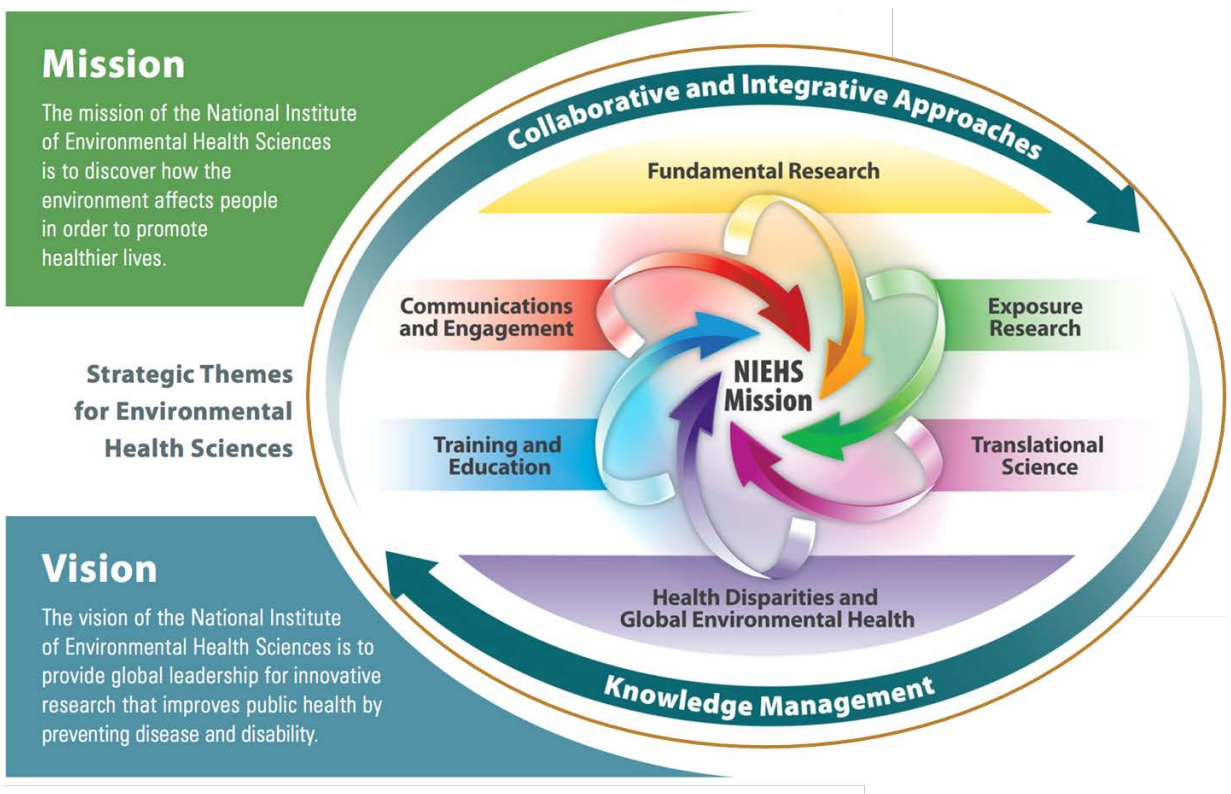 Mission
The mission of the National Institute
of Environmental Health Sciences
is to discover how the
environment affects people
in order to promote
healthier lives.
Strategic Themes
for Environmental
Health Sciences
Vision
The vision of the National Institute
of Environmental Health Sciences is to
provide global leadership for innovative
research that improves public health by
preventing disease and disability.
Collaborative and Integrative Approaches
Fundamental Research
Communications
and Engagement
Exposure
Research
NIEHS
Mission
Training and
Education
Translational
Science
Health Disparities and
Global Environmental Health
Knowledge Management